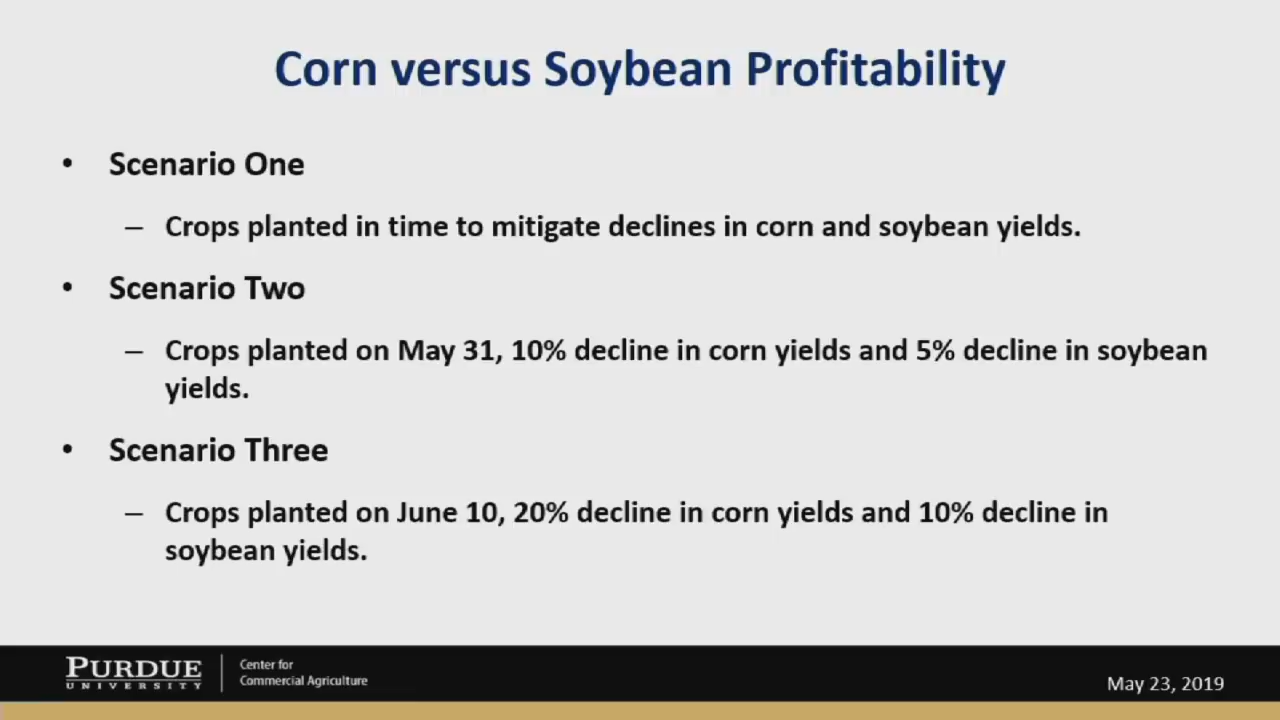 Corn versus Soybean Profitability
• Scenario One
– Crops planted in time to mitigate declines in corn and soybean yields.
• Scenario Two
– Crops planted on May 31, 10% decline in corn yields and 5% decline in soybean
yields.
• Scenario Three
– Crops planted on June 10, 20% decline in corn yields and 10% decline in
soybean yields.
PURDUE
UNIVERSITY
Center for
Commercial Agriculture
May 23, 2019